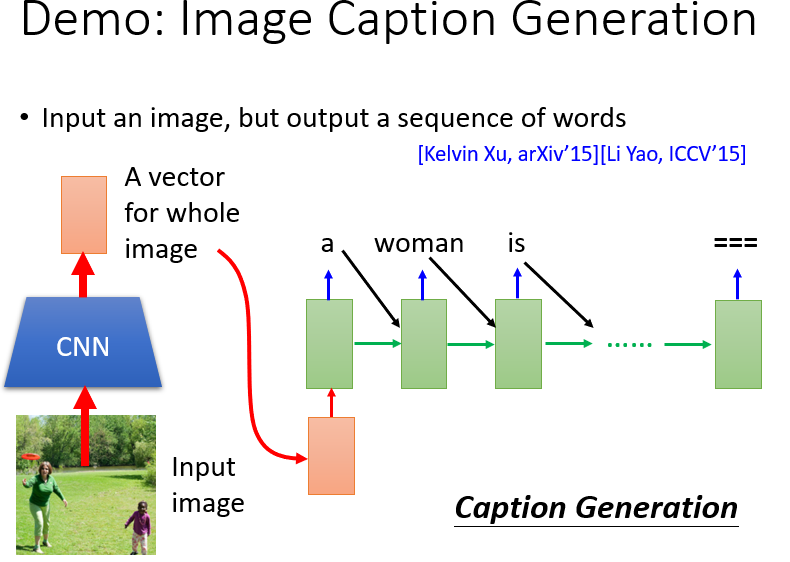 Demo: Image Caption Generation
• Input an image, but output a sequence of words
[Kelvin Xu, arXiv’15][Li Yao, ICCV’15]
A vector
for whole
image
CNN
Input
image
a woman is ===
......
Caption Generation